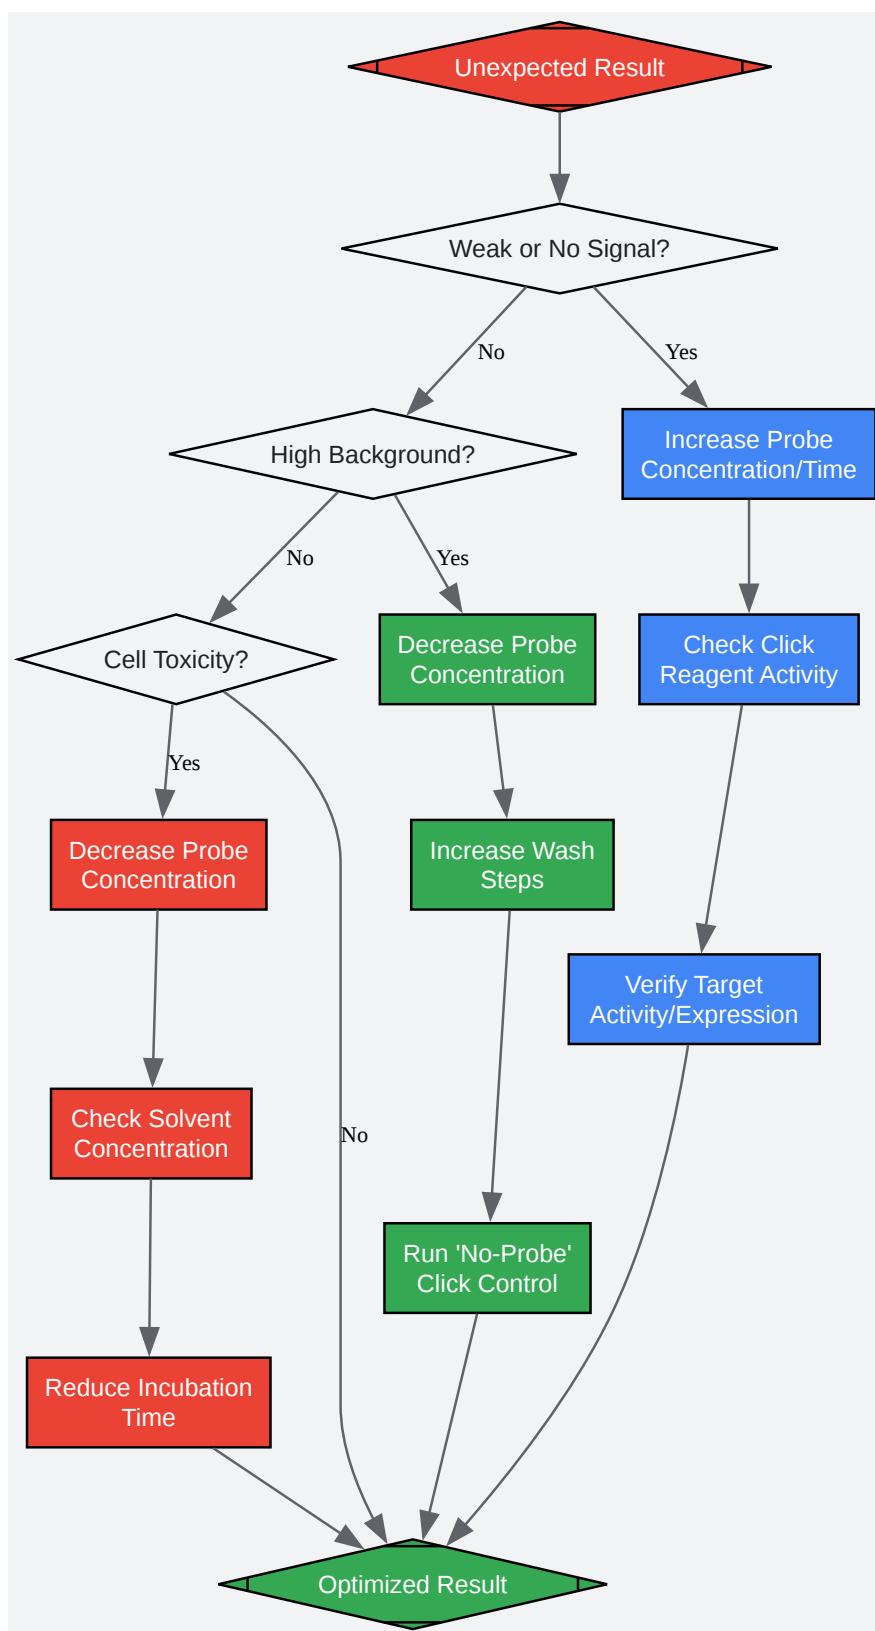 Unexpected Result
Weak or No Signal?
No
Yes
High Background?
Increase Probe
Concentration/Time
No
Yes
Cell Toxicity?
Decrease Probe
Concentration
Check Click
Reagent Activity
Yes
Decrease Probe
Concentration
Increase Wash
Steps
Verify Target
Activity/Expression
Check Solvent
Concentration
No
Run 'No-Probe'
Click Control
Reduce Incubation
Time
Optimized Result